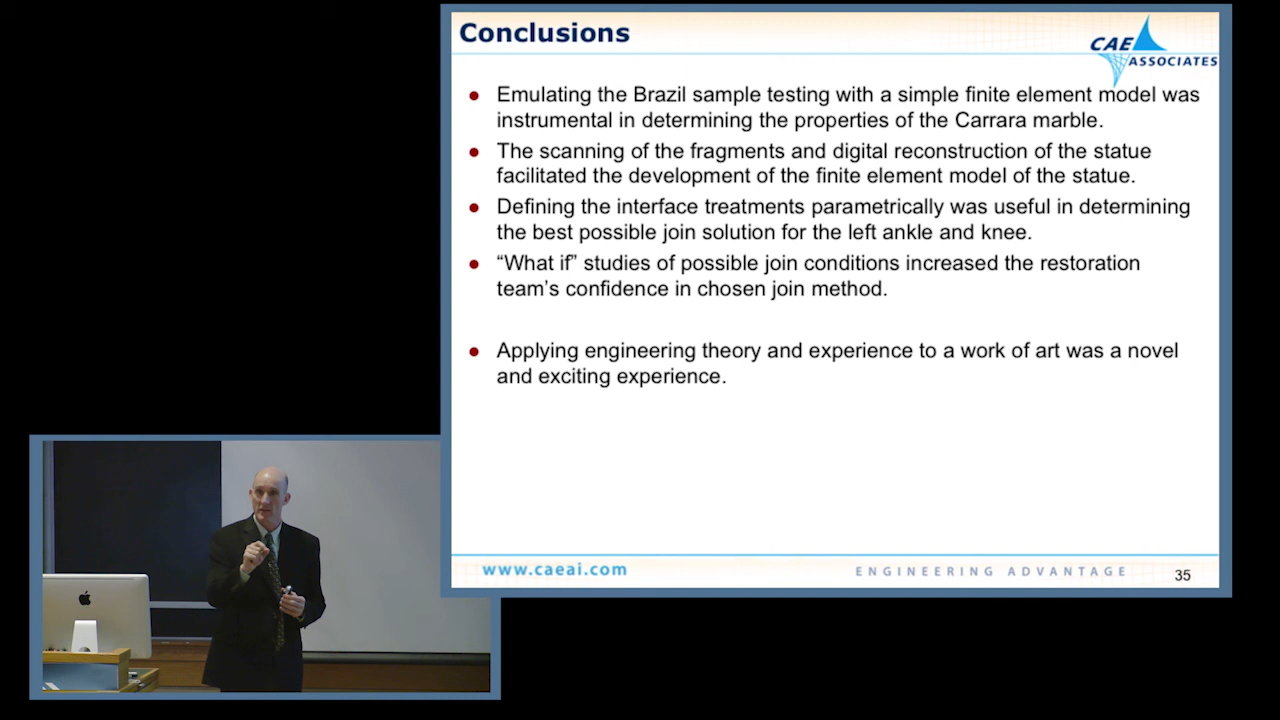 Conclusions
CAE
ASSOCIATES
● Emulating the Brazil sample testing with a simple finite element model was
instrumental in determining the properties of the Carrara marble.
● The scanning of the fragments and digital reconstruction of the statue
facilitated the development of the finite element model of the statue.
● Defining the interface treatments parametrically was useful in determining
the best possible join solution for the left ankle and knee.
● “What if” studies of possible join conditions increased the restoration
team’s confidence in chosen join method.
● Applying engineering theory and experience to a work of art was a novel
and exciting experience.
www.caeai.com
ENGINEERING ADVANTAGE
35